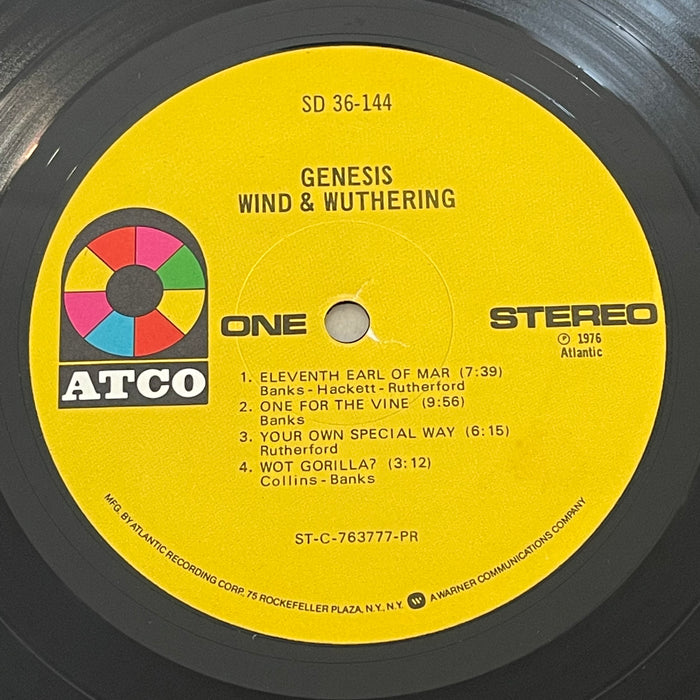 SD 36-144
GENESIS
WIND & WUTHERING
ATCO
ONE
STEREO
℗ 1976
Atlantic
1. ELEVENTH EARL OF MAR (7:39)
Banks - Hackett - Rutherford
2. ONE FOR THE VINE (9:56)
Banks
3. YOUR OWN SPECIAL WAY (6:15)
Rutherford
4. WOT GORILLA? (3:12)
Collins - Banks
ST-C-763777-PR
MFG. BY ATLANTIC RECORDING CORP. 75 ROCKEFELLER PLAZA, N.Y., N.Y. W A WARNER COMMUNICATIONS COMPANY